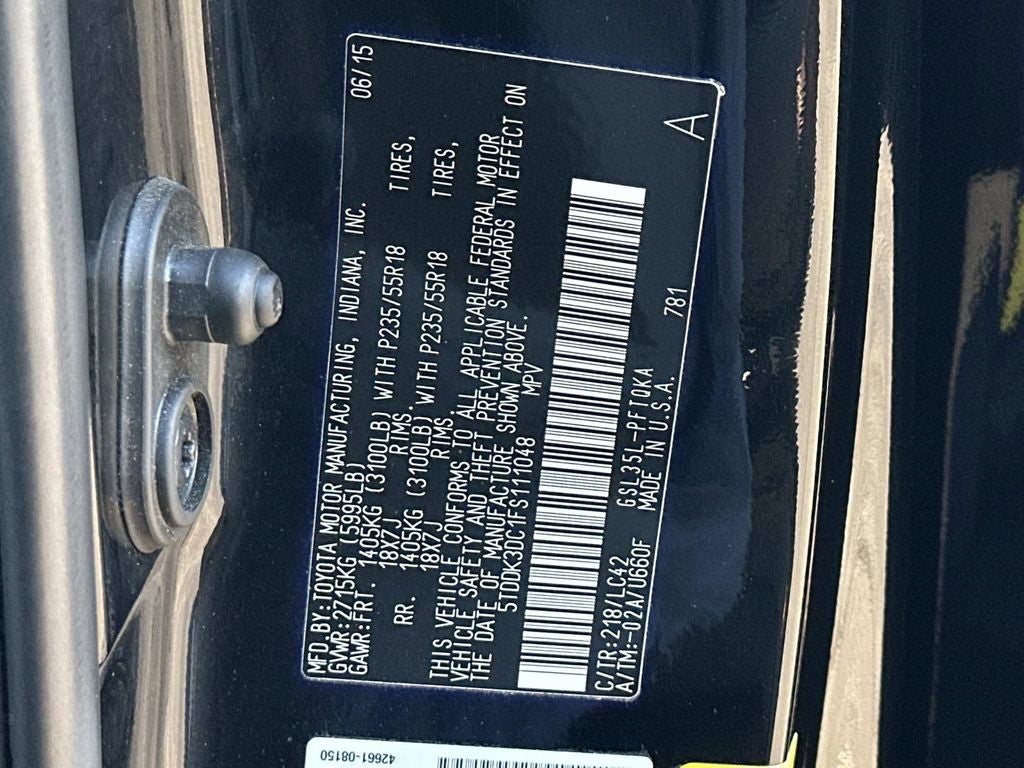 MFD.BY:TOYOTA MOTOR MANUFACTURING, INDIANA, INC. 06/15
GVWR:2715KG (5995LB)
GAWR:FRT. 1405KG (3100LB) WITH P235/55R18 TIRES,
18X7J RIMS.
RR. 1405KG (3100LB) WITH P235/55R18 TIRES,
18X7J RIMS.
THIS VEHICLE CONFORMS TO ALL APPLICABLE FEDERAL MOTOR
VEHICLE SAFETY AND THEFT PREVENTION STANDARDS IN EFFECT ON
THE DATE OF MANUFACTURE SHOWN ABOVE.
5TDDK3DC1FS111048 MPV
C/TR:218/LC42 GSL35L-PFTQKA
A/TM:-02A/U660F MADE IN U.S.A. 781 A
42661-08150